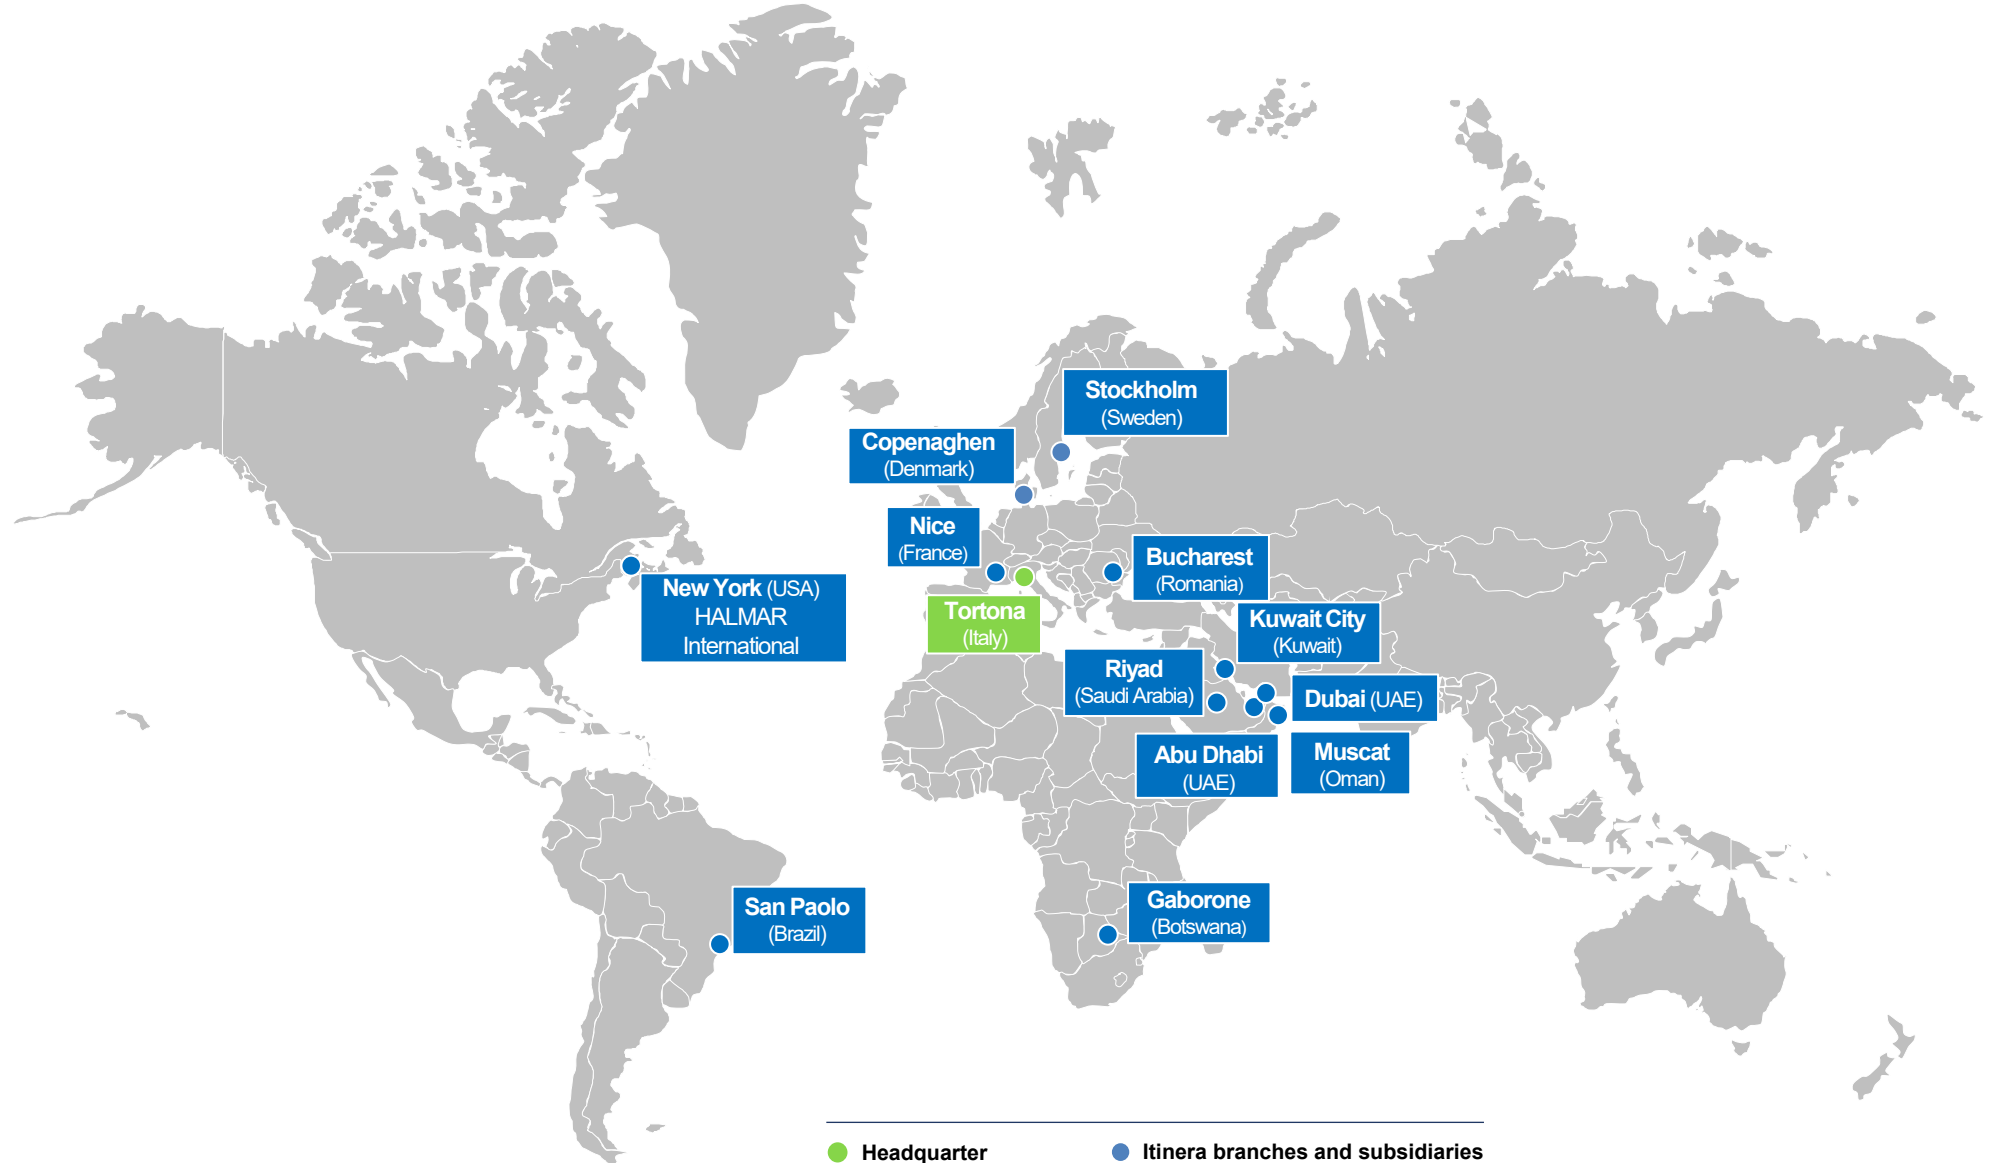 Stockholm
(Sweden)
Copenaghen
(Denmark)
Nice
(France)
Bucharest
(Romania)
New York (USA)
HALMAR
International
Tortona
(Italy)
Kuwait City
(Kuwait)
Riyad
(Saudi Arabia)
Dubai (UAE)
Abu Dhabi
(UAE)
Muscat
(Oman)
San Paolo
(Brazil)
Gaborone
(Botswana)
Headquarter
Itinera branches and subsidiaries